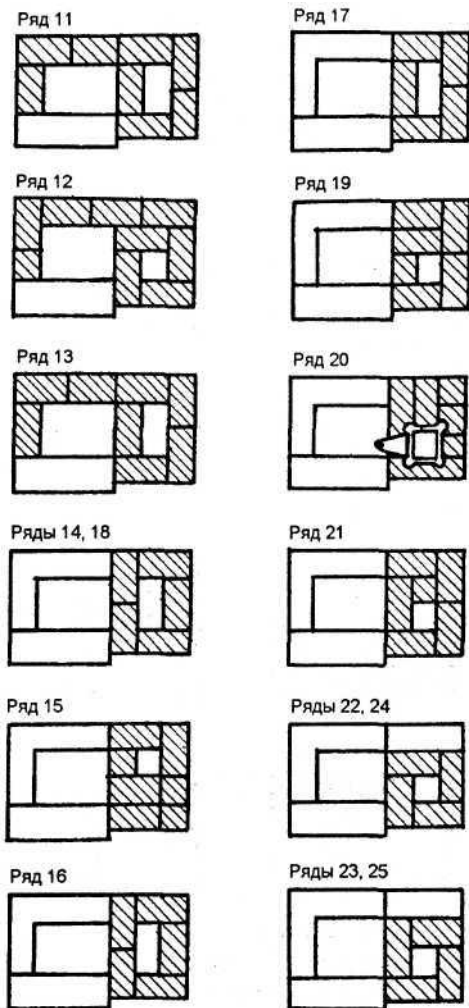 Ряд 11
Ряд 12
Ряд 13
Ряды 14, 18
Ряд 15
Ряд 16
Ряд 17
Ряд 19
Ряд 20
Ряд 21
Ряды 22, 24
Ряды 23, 25